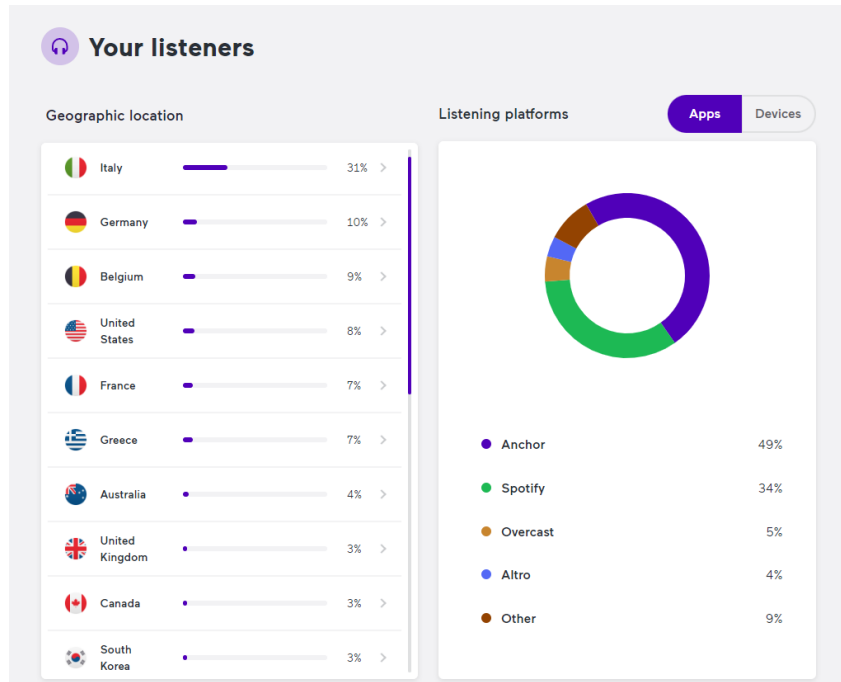 Your listeners
Geographic location
Italy 31%
Germany 10%
Belgium 9%
United
States 8%
France 7%
Greece 7%
Australia 4%
United
Kingdom 3%
Canada 3%
South
Korea 3%
Listening platforms
Apps Devices
Anchor 49%
Spotify 34%
Overcast 5%
Altro 4%
Other 9%